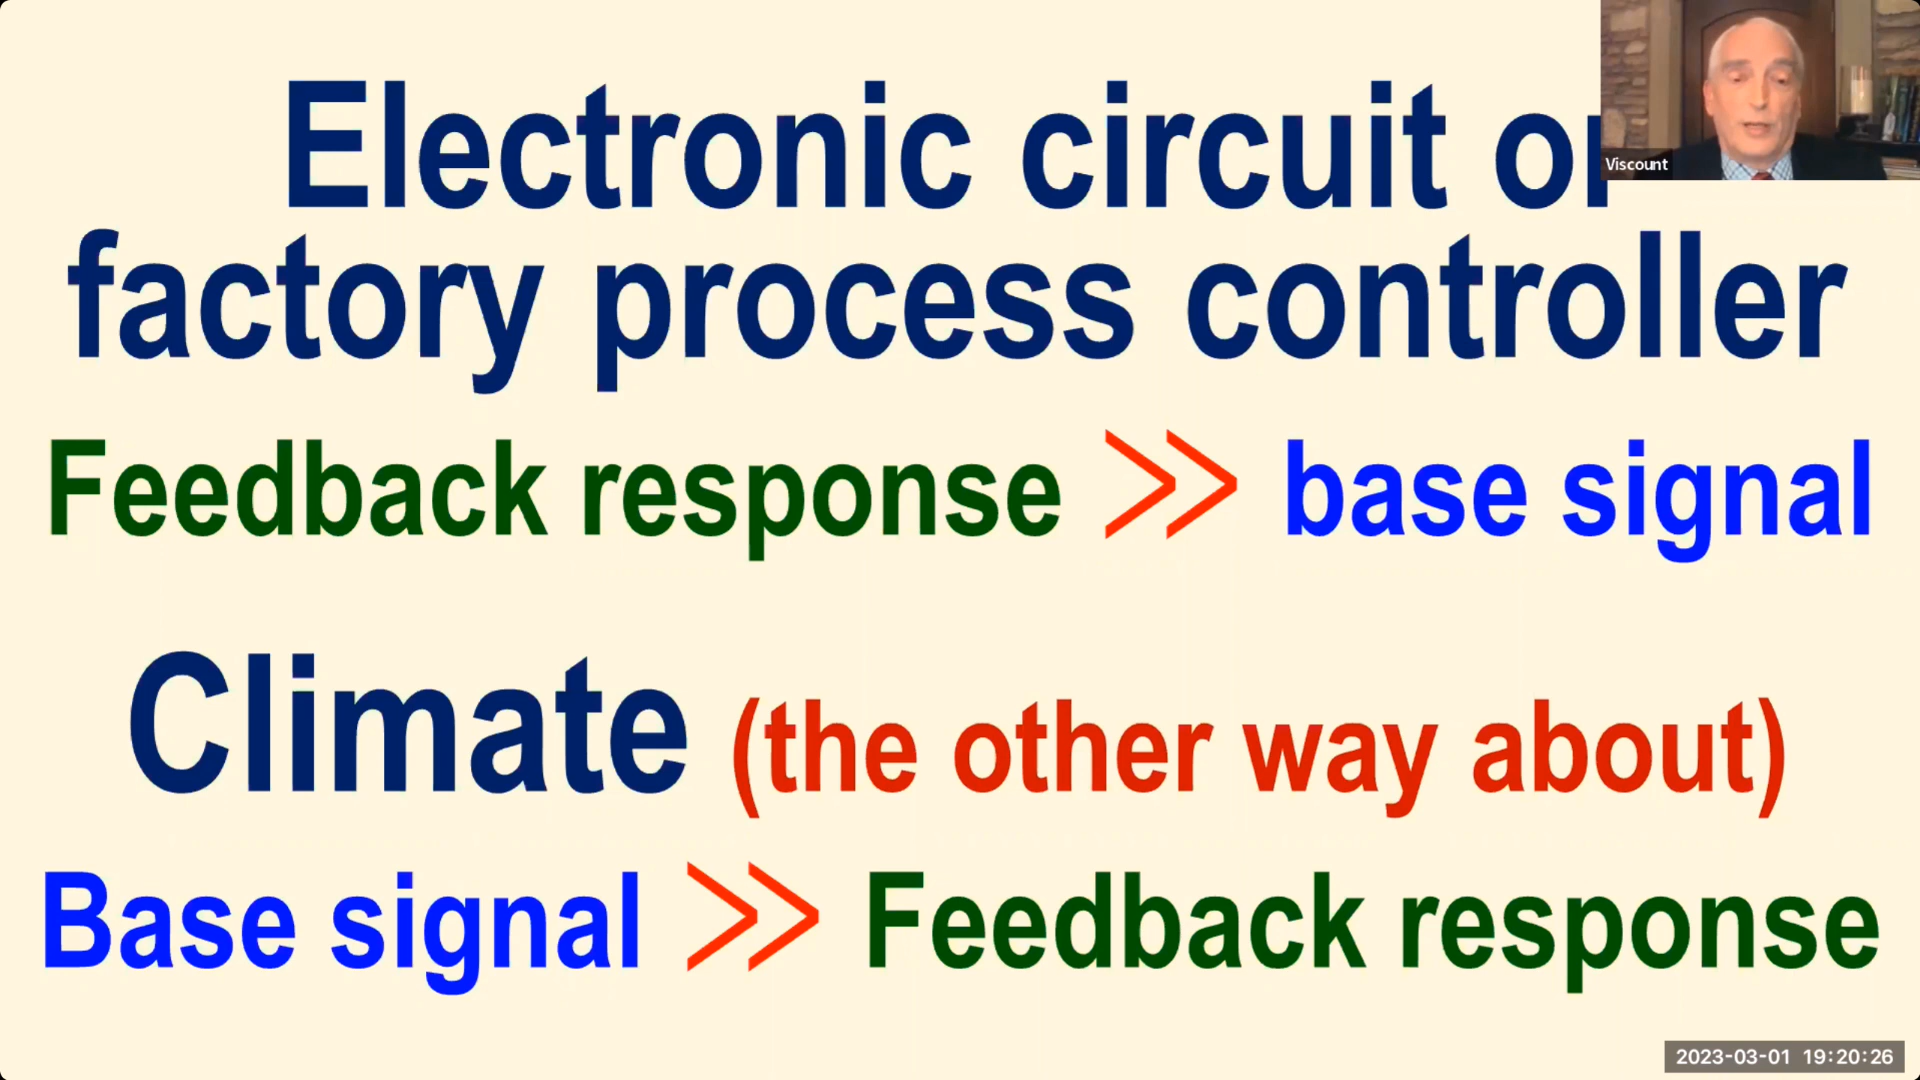 Electronic circuit or
factory process controller
Feedback response >> base signal
Climate (the other way about)
Base signal >> Feedback response
Viscount
2023-03-01 19:20:26